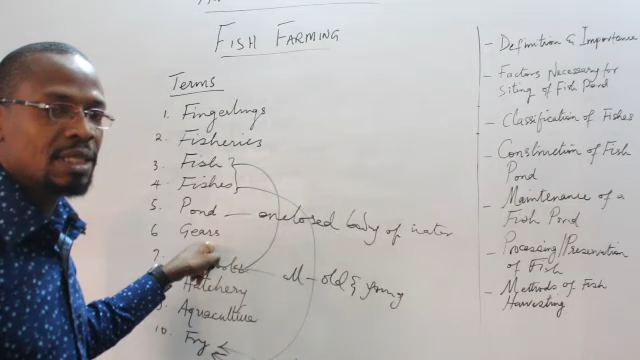 FISH FARMING
Terms
1. Fingerlings
2. Fisheries
3. Fish }
4. Fishes }
5. Pond — enclosed body of water
6 Gears
7. M – old & young
Hatchery
9. Aquaculture
10. Fry
- Definition & Importance
- Factors Necessary for
Siting of Fish Pond
- Classification of Fishes
- Construction of Fish
Pond
- Maintenance of a
Fish Pond
- Processing/Preservation
of Fish
- Methods of Fish
Harvesting